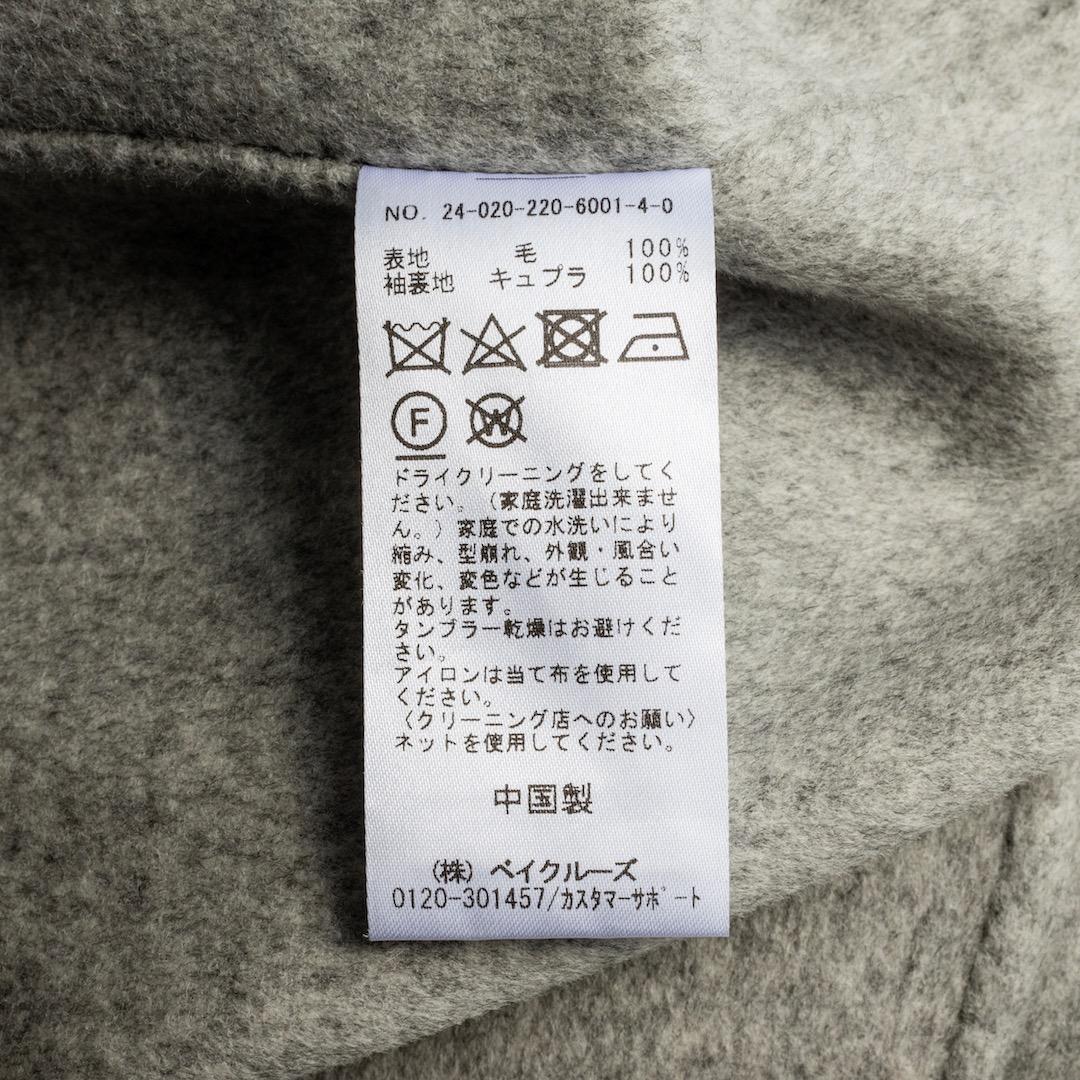 NO. 24-020-220-6001-4-0
表地 毛 100%
袖裏地 キュプラ 100%
F
W
ドライクリーニングをしてく
ださい。（家庭洗濯出来ませ
ん。）家庭での水洗いにより
縮み、型崩れ、外観・風合い
変化、変色などが生じること
があります。
タンブラー乾燥はお避けくだ
さい。
アイロンは当て布を使用して
ください。
〈クリーニング店へのお願い〉
ネットを使用してください。
中国製
(株) ベイクルーズ
0120-301457/ｶｽﾀﾏｰｻﾎﾟｰﾄ